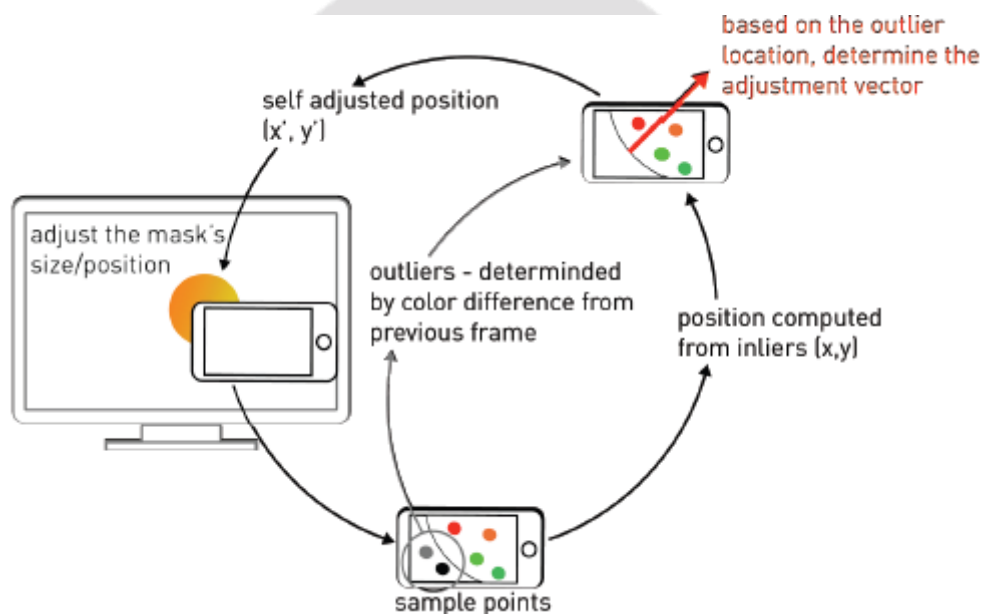 based on the outlier
location, determine the
adjustment vector
self adjusted position
(x', y')
adjust the mask's
size/position
outliers - determinded
by color difference from
previous frame
position computed
from inliers (x,y)
sample points